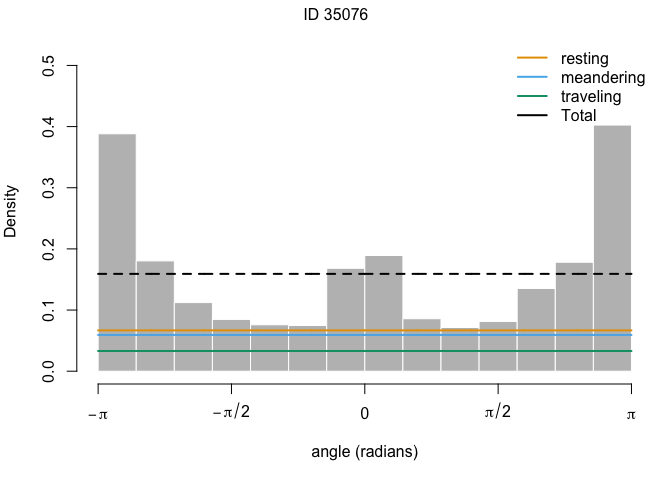 ID 35076
resting
meandering
traveling
Total
Density
0.5
0.4
0.3
0.2
0.1
0.0
−π
−π/2
0
π/2
π
angle (radians)